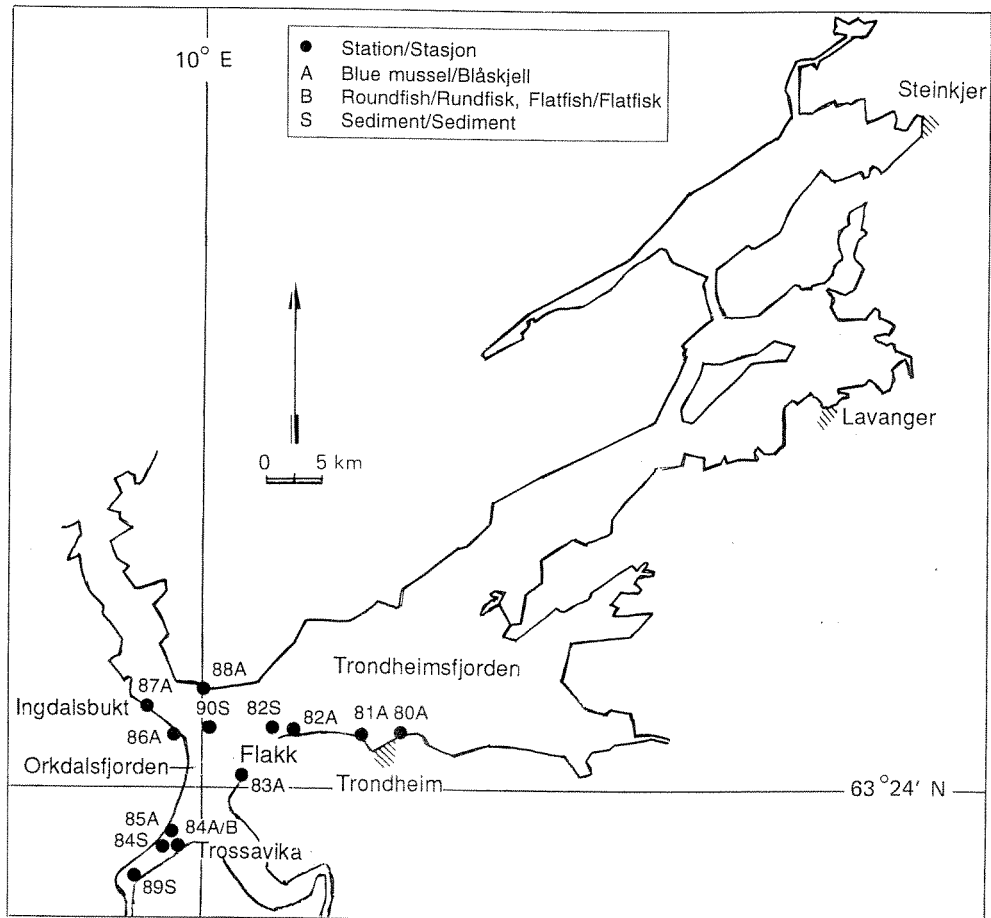 10° E
Station/Stasjon
A Blue mussel/Blåskjell
B Roundfish/Rundfisk, Flatfish/Flatfisk
S Sediment/Sediment
Steinkjer
Lavanger
0 5 km
Trondheimsfjorden
88A
87A
Ingdalsbukt
90S 82S
82A 81A 80A
86A
Flakk
Orkdalsfjorden
83A
Trondheim
63°24' N
85A 84A/B
84S
Trossavika
89S